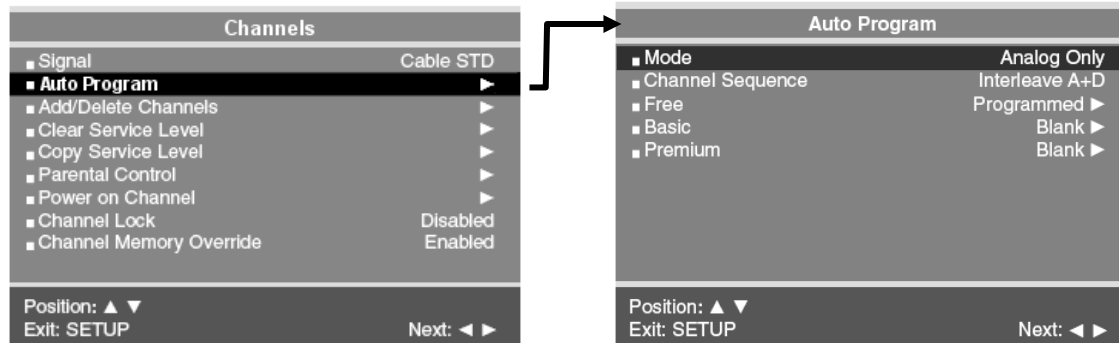 Channels
Signal Cable STD
Auto Program ▶
Add/Delete Channels ▶
Clear Service Level ▶
Copy Service Level ▶
Parental Control ▶
Power on Channel ▶
Channel Lock Disabled
Channel Memory Override Enabled
Position: ▲ ▼
Exit: SETUP Next: ◀ ▶
Auto Program
Mode Analog Only
Channel Sequence Interleave A+D
Free Programmed ▶
Basic Blank ▶
Premium Blank ▶
Position: ▲ ▼
Exit: SETUP Next: ◀ ▶